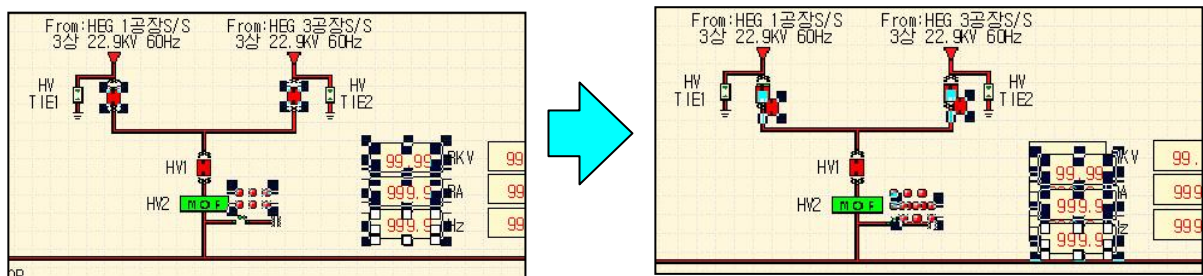 From:HEG 1공장S/S
3상 22.9KV 60Hz
From:HEG 3공장S/S
3상 22.9KV 60Hz
HV
TIE1
HV
TIE2
HV1
HV2
MOF
99.99
RKV
99
999.9
RA
99
999.9
Hz
99
From:HEG 1공장S/S
3상 22.9KV 60Hz
From:HEG 3공장S/S
3상 22.9KV 60Hz
HV
TIE1
HV
TIE2
HV1
HV2
MOF
99.99
KV
99.
999.9
999
999.9
999